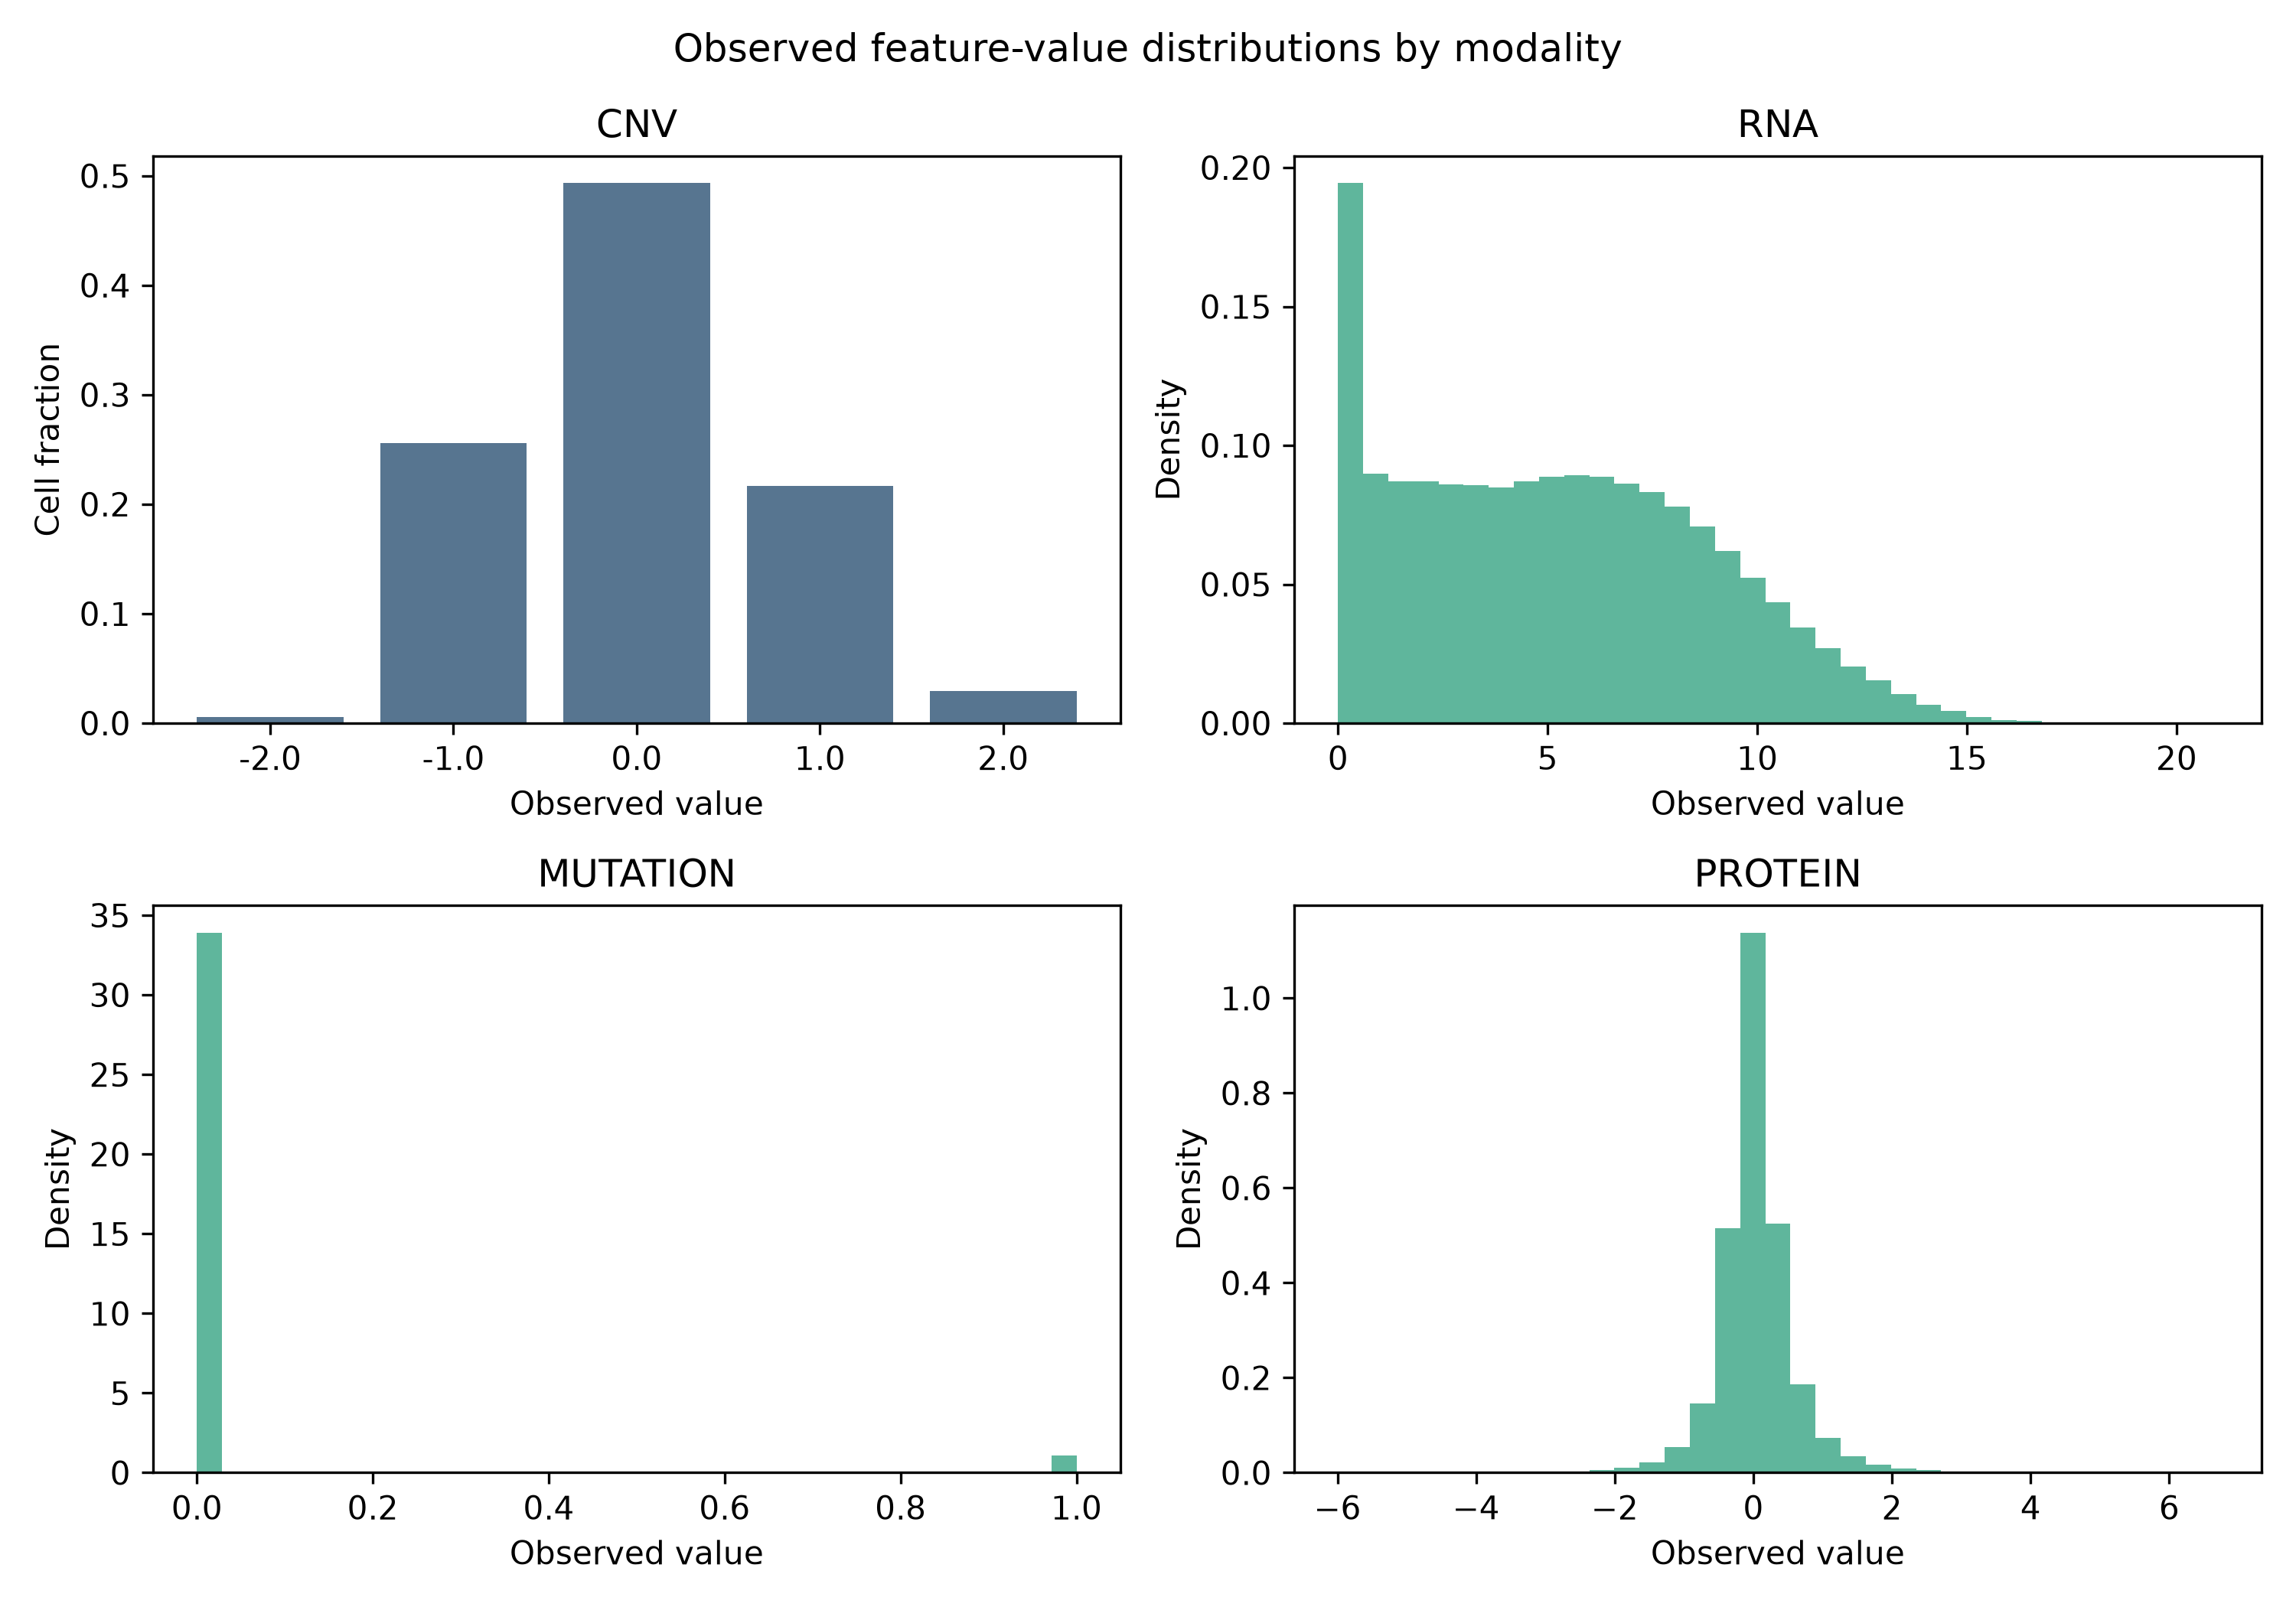 Observed feature-value distributions by modality
CNV
0.5
0.4
0.3
0.2
0.1
0.0
Cell fraction
-2.0 -1.0 0.0 1.0 2.0
Observed value
RNA
0.20
0.15
0.10
0.05
0.00
Density
0 5 10 15 20
Observed value
MUTATION
35
30
25
20
15
10
5
0
Density
0.0 0.2 0.4 0.6 0.8 1.0
Observed value
PROTEIN
1.0
0.8
0.6
0.4
0.2
0.0
Density
−6 −4 −2 0 2 4 6
Observed value